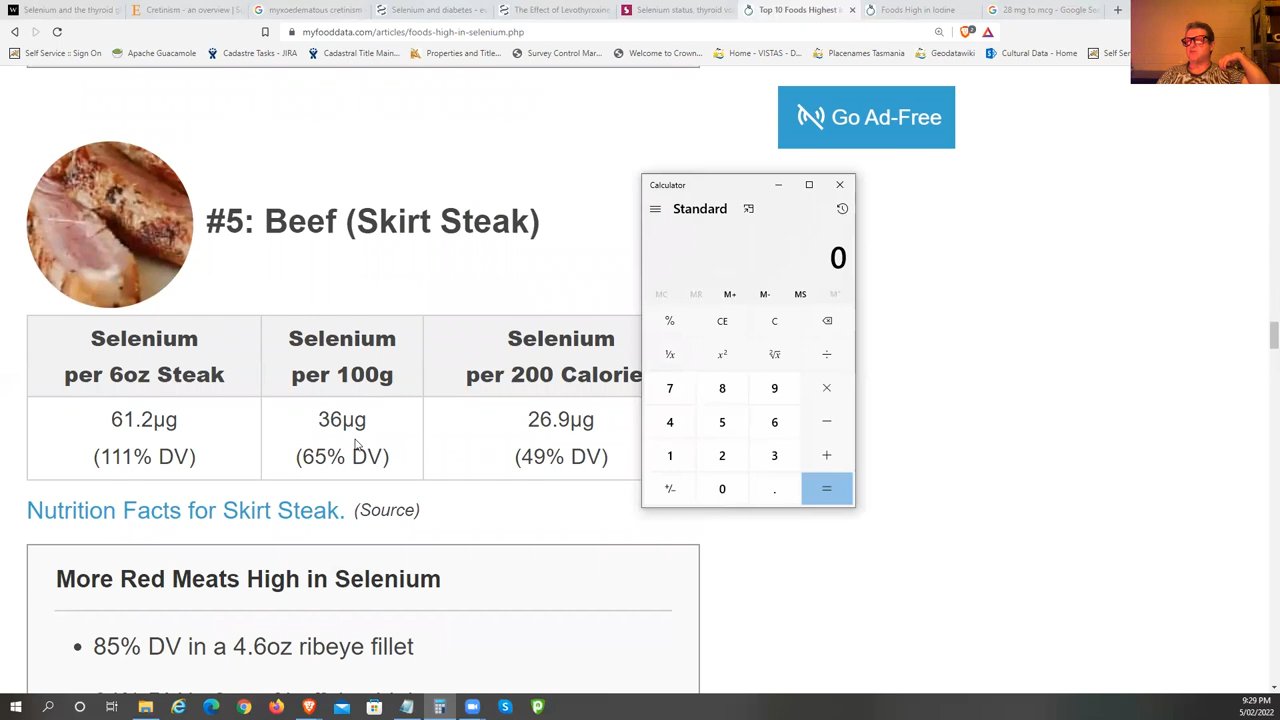 Selenium and the thyroid g
Cretinism – an overview | S
myxoedematous cretinism
Selenium and diabetes - e
The Effect of Levothyroxine
Selenium status, thyroid vo
Top 10 Foods Highest i
Foods High in Iodine
28 mg to mcg - Google Sea
myfooddata.com/articles/foods-high-in-selenium.php
Self Service :: Sign On
Apache Guacamole
Cadastre Tasks - JIRA
Cadastral Title Main...
Properties and Title...
Survey Control Mar...
Welcome to Crown...
Home - VISTAS - D...
Placenames Tasmania
Geodatawiki
Cultural Data - Home
Self Serv
Go Ad-Free
#5: Beef (Skirt Steak)
Selenium
per 6oz Steak
Selenium
per 100g
Selenium
per 200 Calorie
61.2μg
(111% DV)
36μg
(65% DV)
26.9μg
(49% DV)
Nutrition Facts for Skirt Steak. (Source)
More Red Meats High in Selenium
• 85% DV in a 4.6oz ribeye fillet
Calculator
Standard
0
MC MR M+ M- MS M˅
% CE C
⅟x x² ²√x ÷
7 8 9 ×
4 5 6 −
1 2 3 +
+/− 0 . =
9:29 PM
5/02/2022